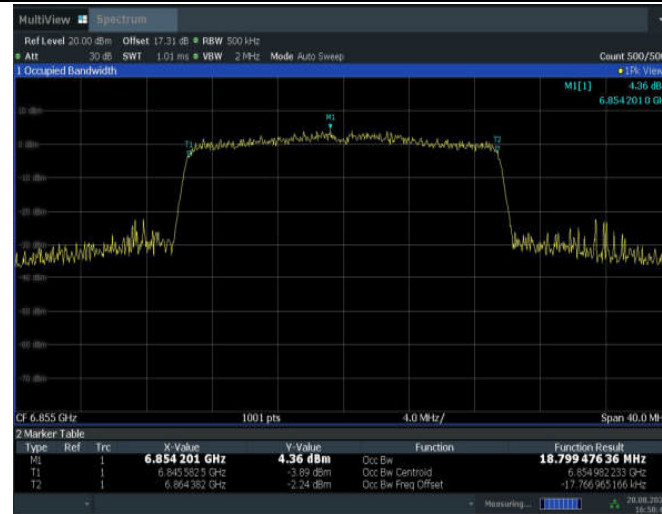 MultiView Spectrum
Ref Level 20.00 dBm Offset 17.31 dB RBW 500 kHz
Att 30 dB SWT 1.01 ms VBW 2 MHz Mode Auto Sweep Count 500/500
1 Occupied Bandwidth 1Pk View
M1[1] 4.36 dB
6.854 201 0 GH
10 dBm
M1
0 dBm T1 T2
-10 dBm
-20 dBm
-30 dBm
-40 dBm
-50 dBm
-60 dBm
-70 dBm
CF 6.855 GHz 1001 pts 4.0 MHz/ Span 40.0 MH
2 Marker Table
Type Ref Trc X-Value Y-Value Function Function Result
M1 1 6.854 201 GHz 4.36 dBm Occ Bw 18.799 476 36 MHz
T1 1 6.845 582 5 GHz -3.89 dBm Occ Bw Centroid 6.854 982 233 GHz
T2 1 6.864 382 GHz -2.24 dBm Occ Bw Freq Offset -17.766 965 166 kHz
Measuring...